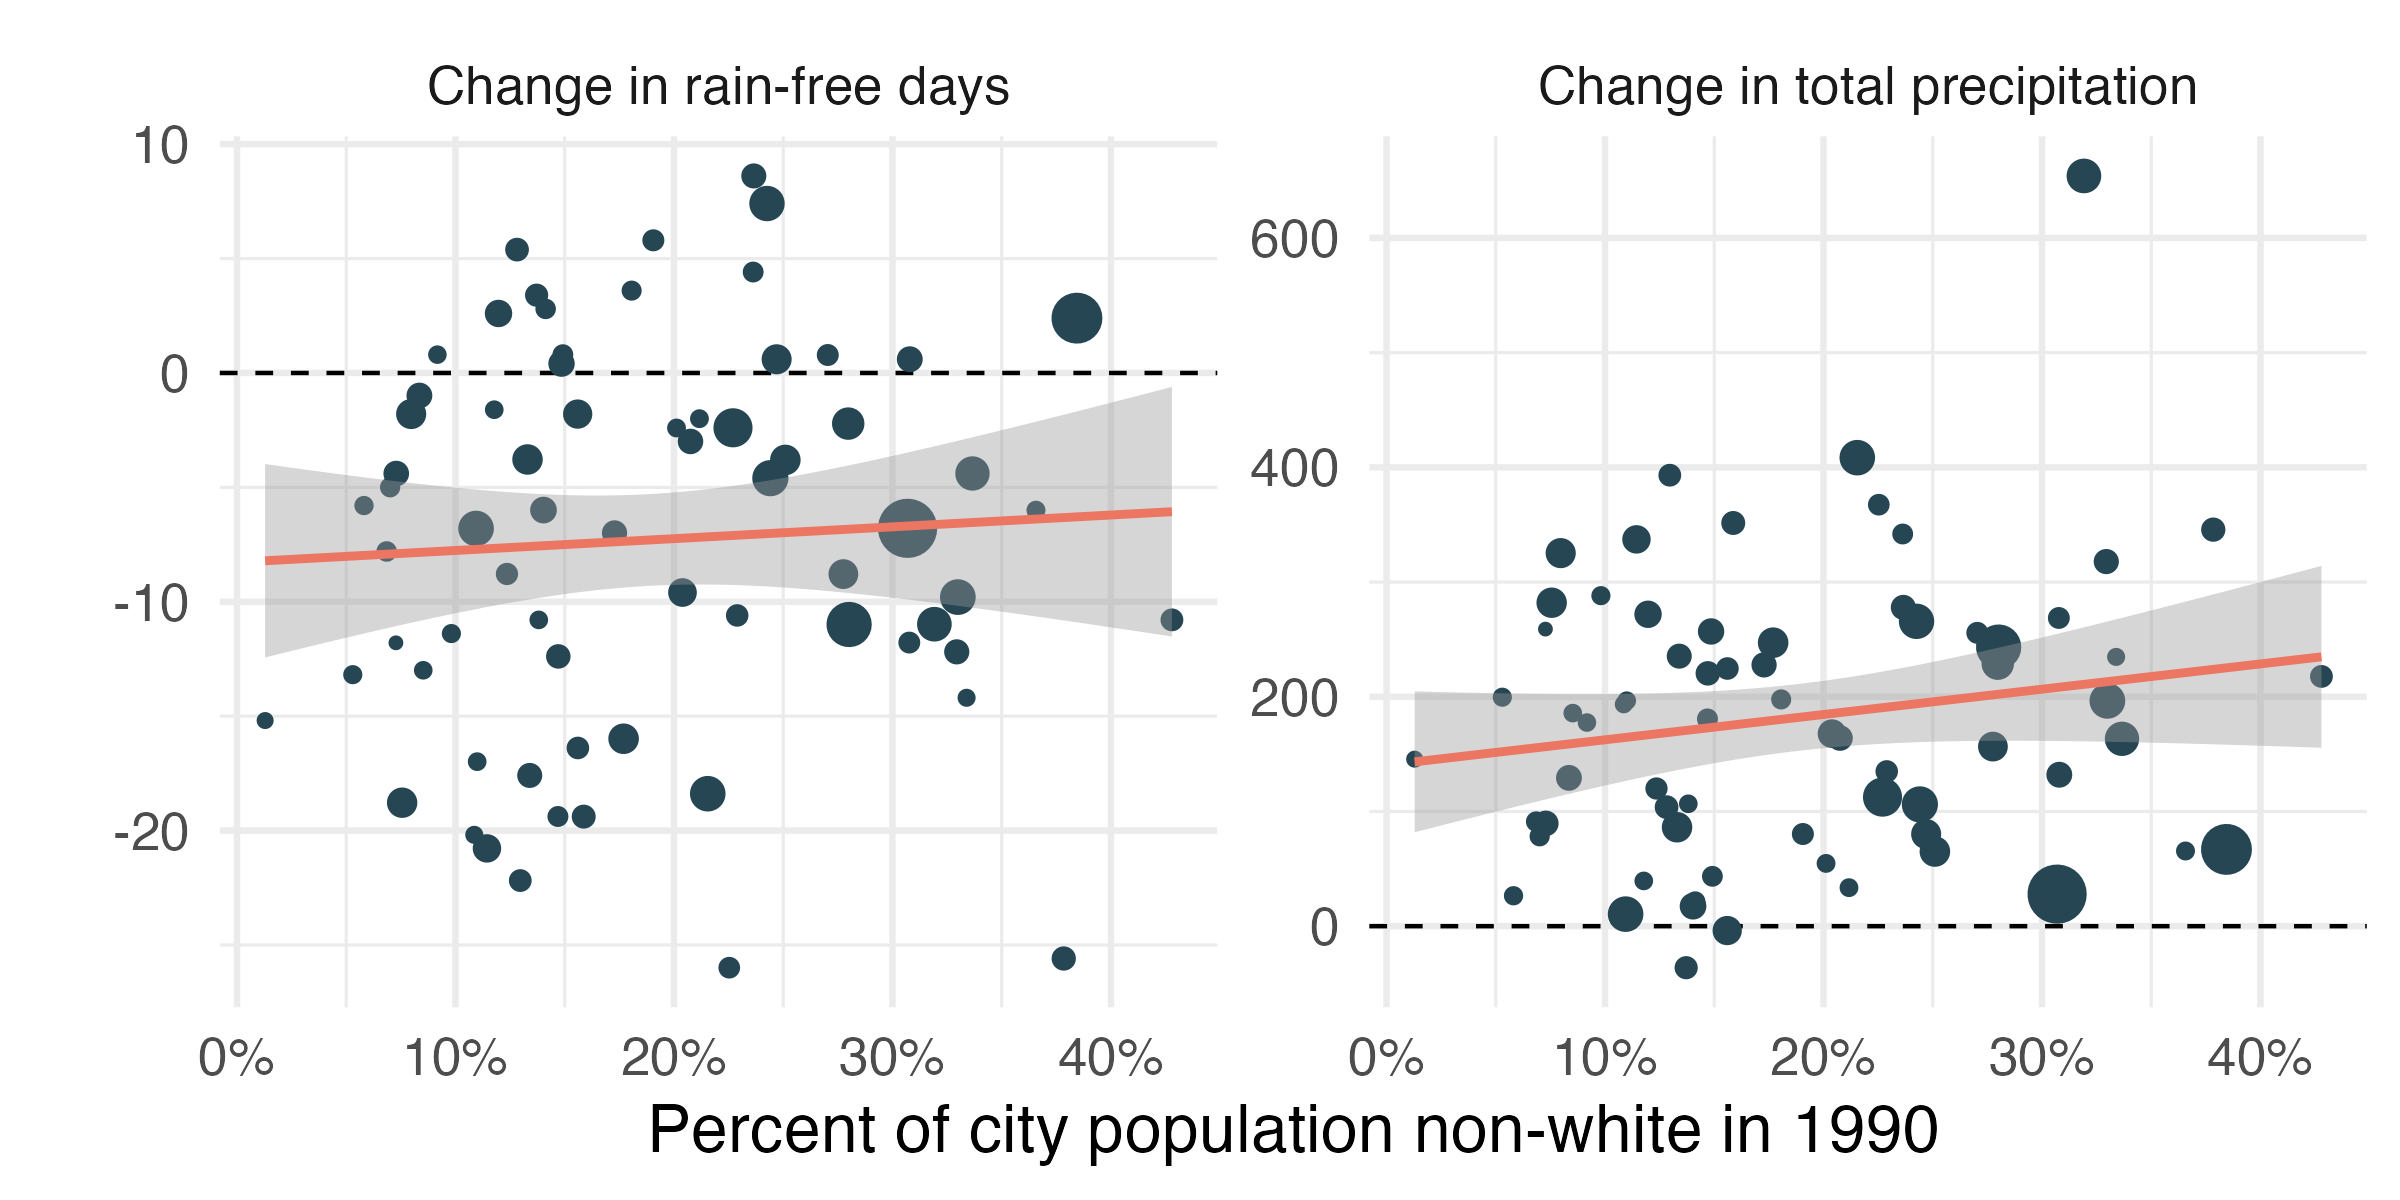 Change in rain-free days
Change in total precipitation
10
0
-10
-20
600
400
200
0
0% 10% 20% 30% 40%
0% 10% 20% 30% 40%
Percent of city population non-white in 1990